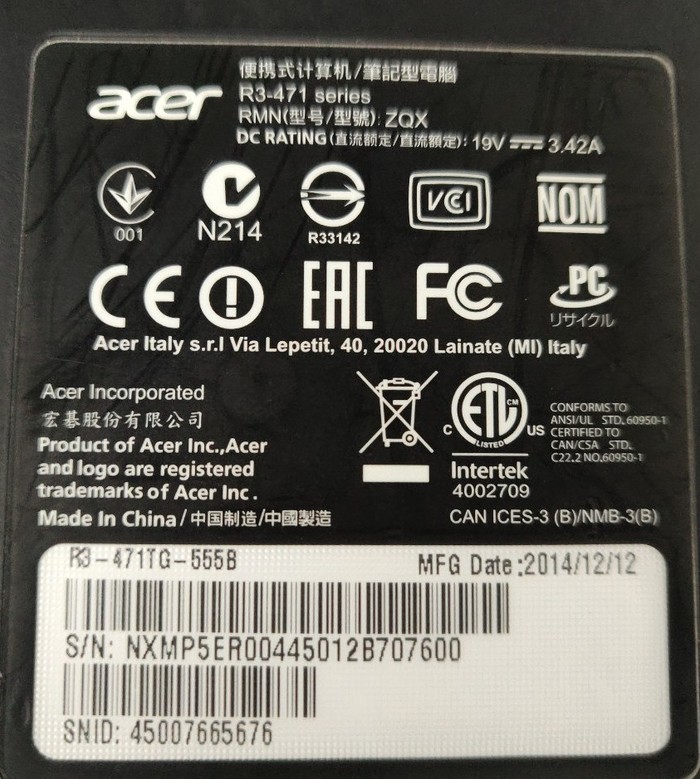 acer
便携式计算机/筆記型電腦
R3-471 series
RMN(型号/型號): ZQX
DC RATING(直流额定/直流額定): 19V ⎓ 3.42A
001
N214
R33142
VCCI
NOM
CE
EAC
FC
PC
リサイクル
Acer Italy s.r.l Via Lepetit, 40, 20020 Lainate (MI) Italy
Acer Incorporated
宏碁股份有限公司
Product of Acer Inc.,Acer
and logo are registered
trademarks of Acer Inc.
Made In China/中国制造/中國製造
ETL CM
LISTED
C US
Intertek
4002709
CONFORMS TO
ANSI/UL STD. 60950-1
CERTIFIED TO
CAN/CSA STD.
C22.2 NO.60950-1
CAN ICES-3 (B)/NMB-3(B)
R3-471TG-555B
MFG Date:2014/12/12
S/N: NXMP5ER00445012B707600
SNID: 45007665676